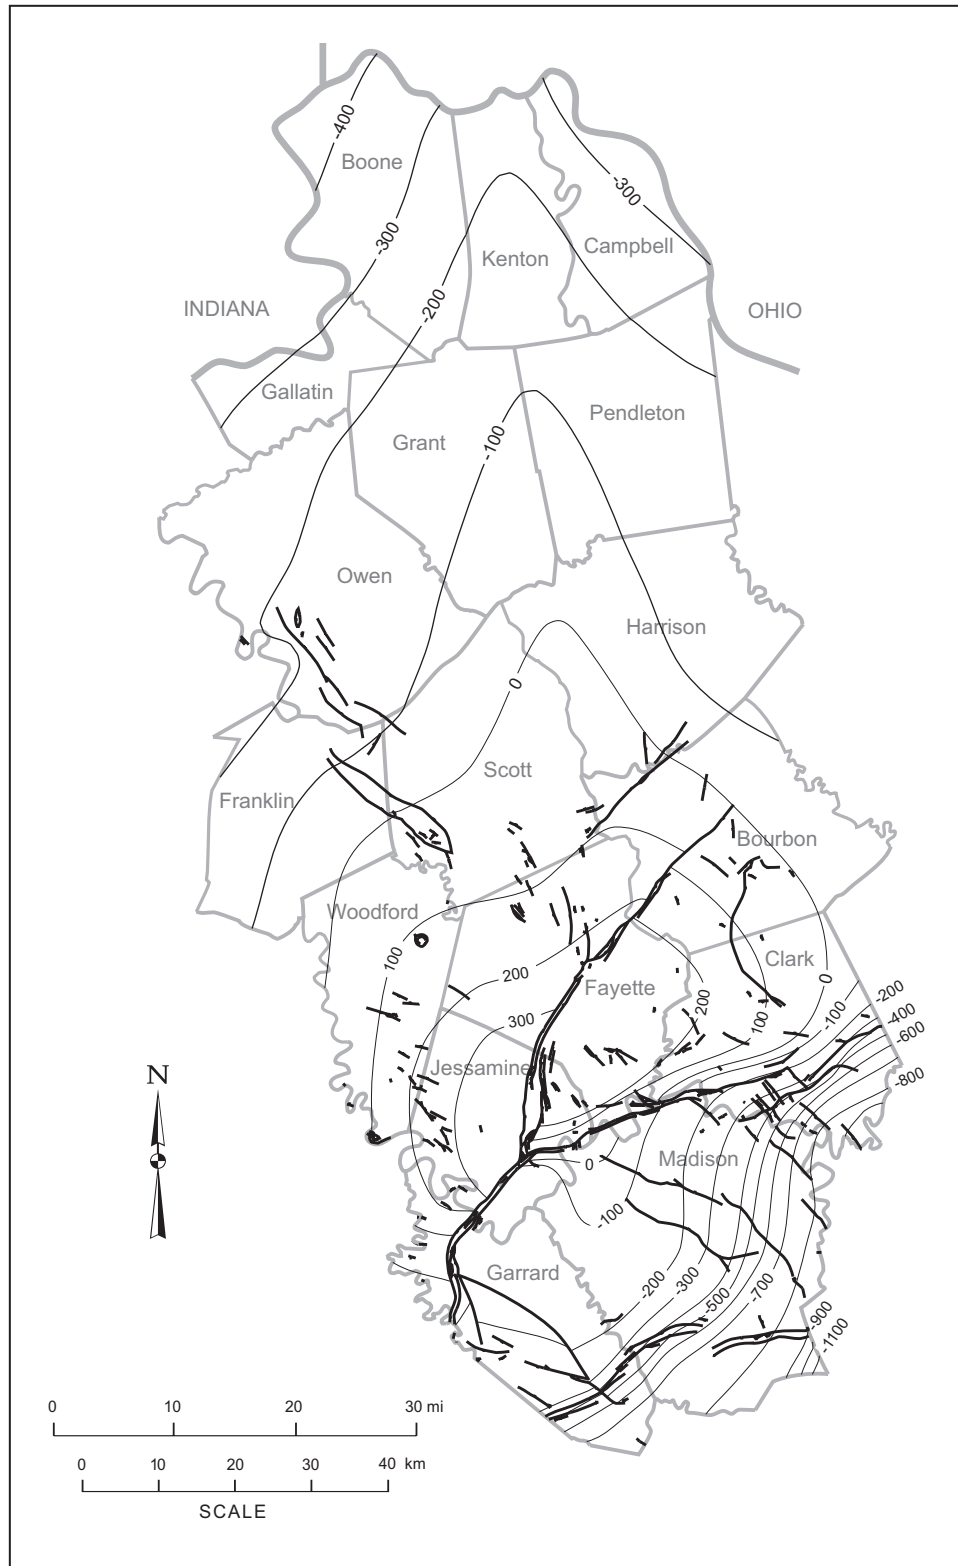 -400
Boone
-300
-300
Campbell
Kenton
INDIANA
-200
OHIO
Gallatin
Pendleton
Grant
-100
Owen
Harrison
0
Scott
Franklin
Bourbon
Woodford
100
Clark
200
0
Fayette
-200
200
100
-100
-400
300
-600
Jessamine
-800
N
0
Madison
-100
Garrard
-200
-300
-500
-700
-900
-1100
0 10 20 30 mi
0 10 20 30 40 km
SCALE